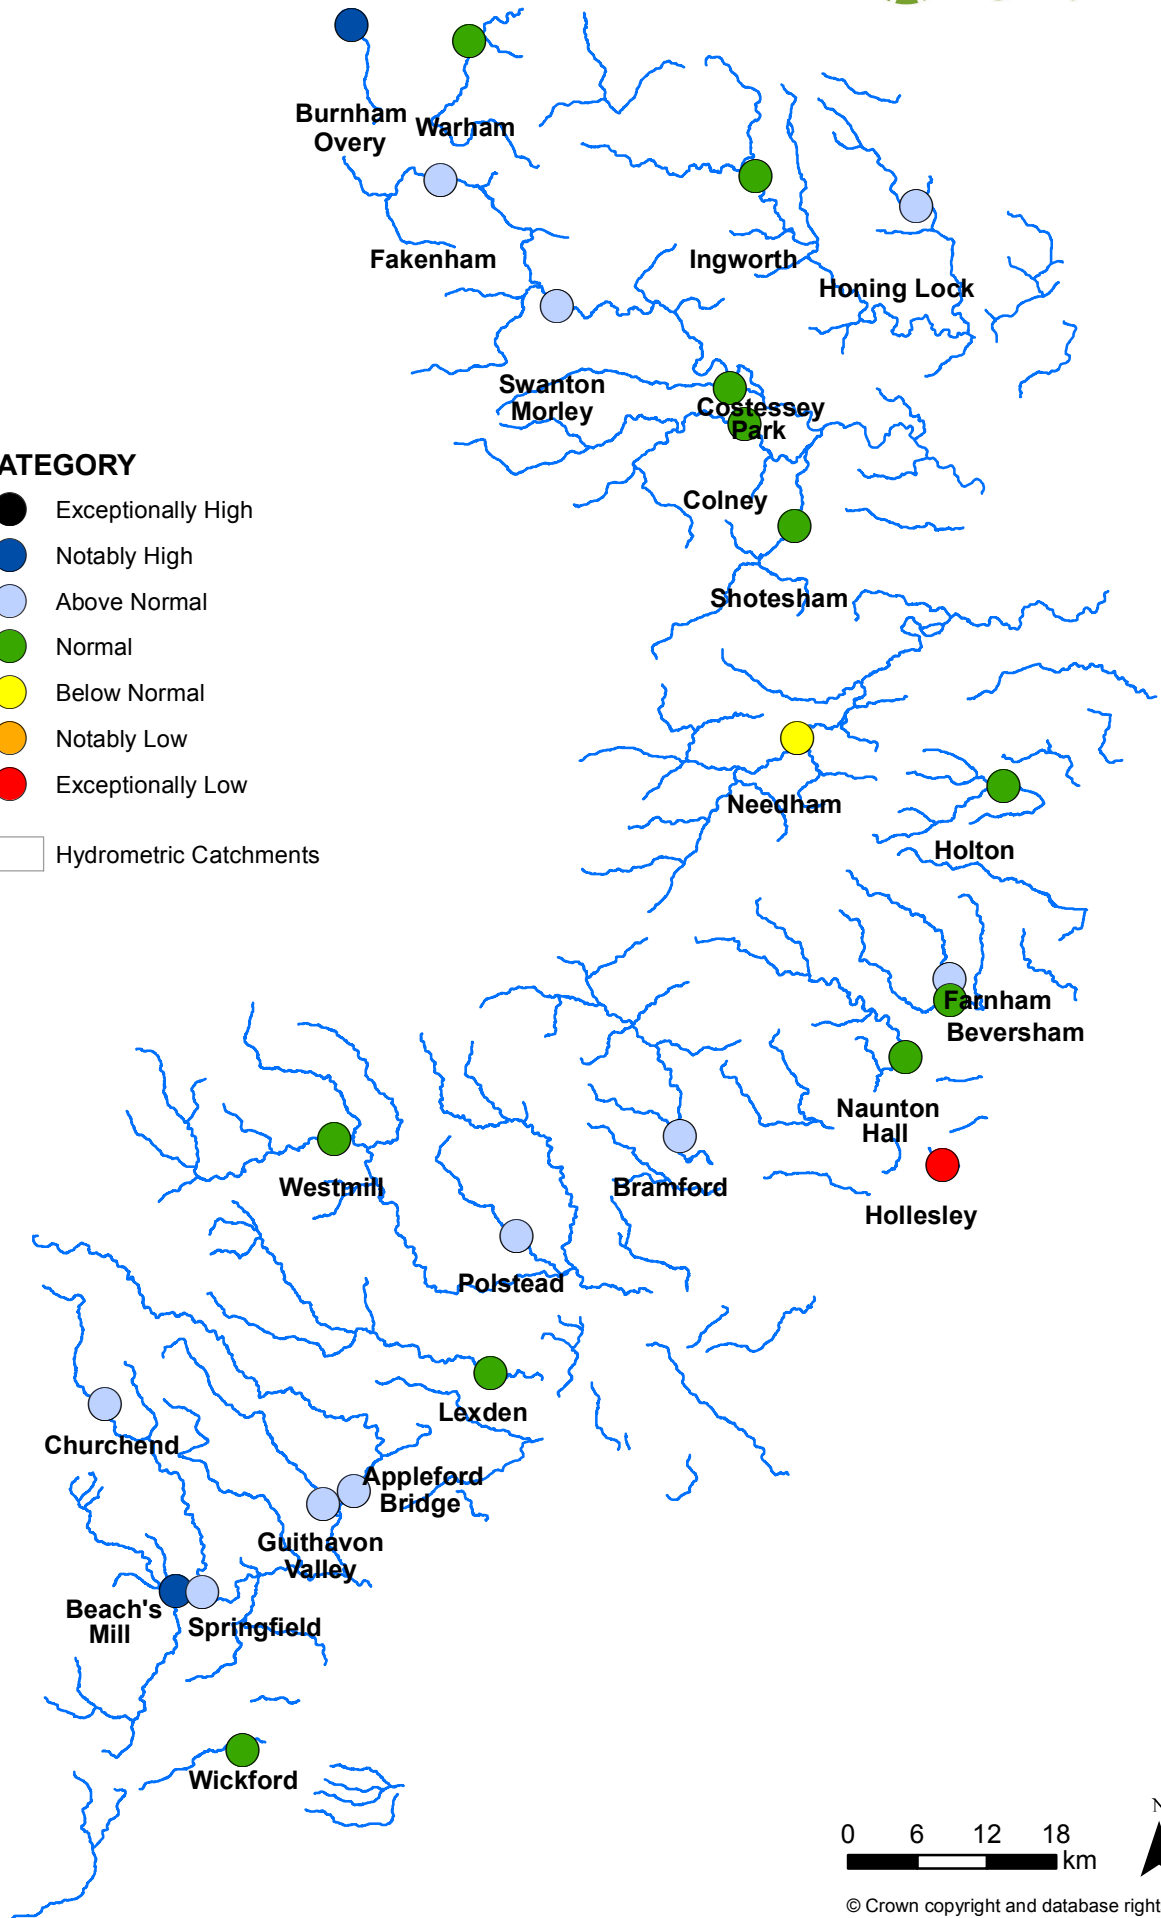 Burnham
Overy
Warham
Fakenham
Ingworth
Honing Lock
Swanton
Morley
Costessey
Park
Colney
Shotesham
ATEGORY
Exceptionally High
Notably High
Above Normal
Normal
Below Normal
Notably Low
Exceptionally Low
Hydrometric Catchments
Needham
Holton
Farnham
Beversham
Naunton
Hall
Westmill
Bramford
Hollesley
Polstead
Lexden
Churchend
Appleford
Bridge
Guithavon
Valley
Beach's
Mill
Springfield
Wickford
N
0 6 12 18
km
© Crown copyright and database right